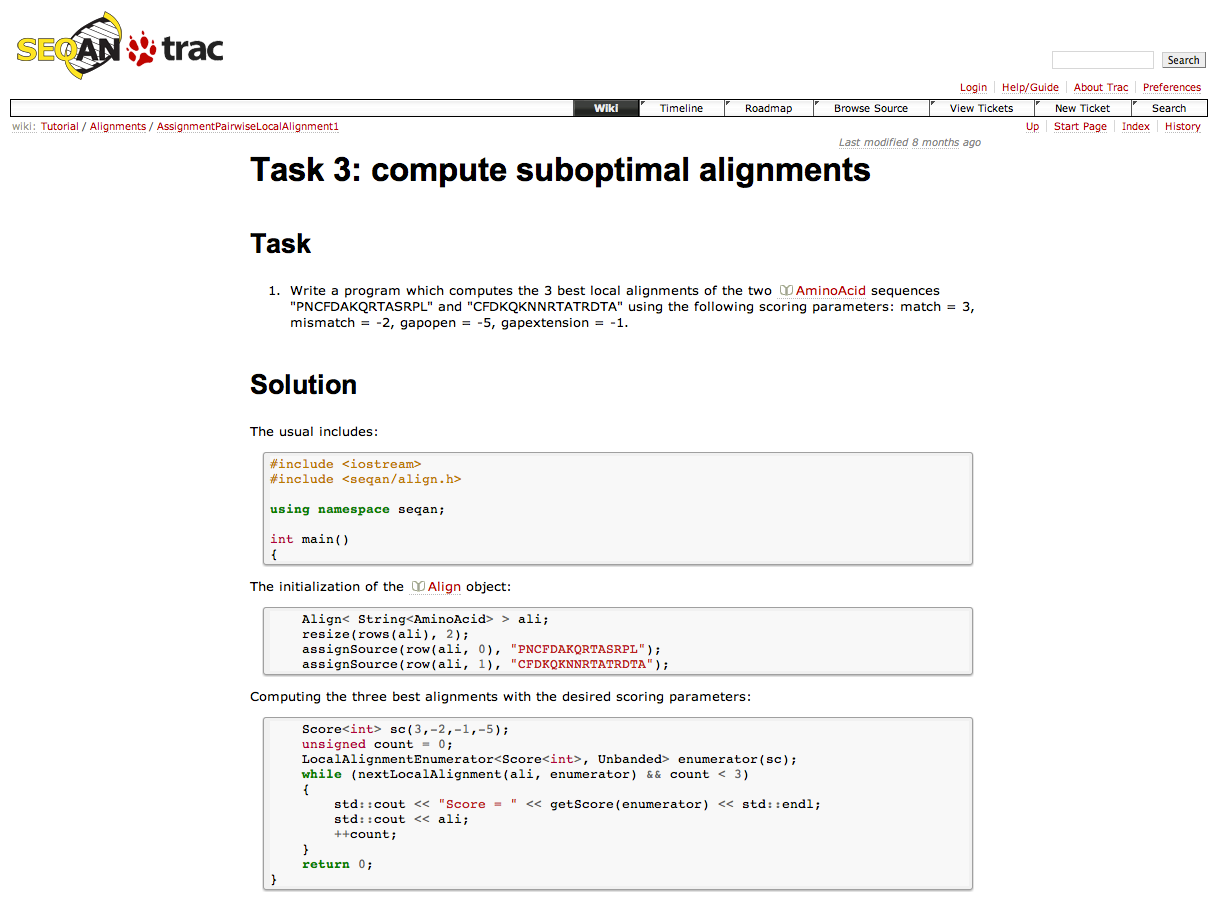 SEQAN trac
Search
Login Help/Guide About Trac Preferences
Wiki Timeline Roadmap Browse Source View Tickets New Ticket Search
wiki: Tutorial / Alignments / AssignmentPairwiseLocalAlignment1 Up Start Page Index History
Last modified 8 months ago
Task 3: compute suboptimal alignments
Task
1. Write a program which computes the 3 best local alignments of the two AminoAcid sequences
"PNCFDAKQRTASRPL" and "CFDKQKNNRTATRDTA" using the following scoring parameters: match = 3,
mismatch = -2, gapopen = -5, gapextension = -1.
Solution
The usual includes:
#include <iostream>
#include <seqan/align.h>
using namespace seqan;
int main()
{
The initialization of the Align object:
Align< String<AminoAcid> > ali;
resize(rows(ali), 2);
assignSource(row(ali, 0), "PNCFDAKQRTASRPL");
assignSource(row(ali, 1), "CFDKQKNNRTATRDTA");
Computing the three best alignments with the desired scoring parameters:
Score<int> sc(3,-2,-1,-5);
unsigned count = 0;
LocalAlignmentEnumerator<Score<int>, Unbanded> enumerator(sc);
while (nextLocalAlignment(ali, enumerator) && count < 3)
{
std::cout << "Score = " << getScore(enumerator) << std::endl;
std::cout << ali;
++count;
}
return 0;
}